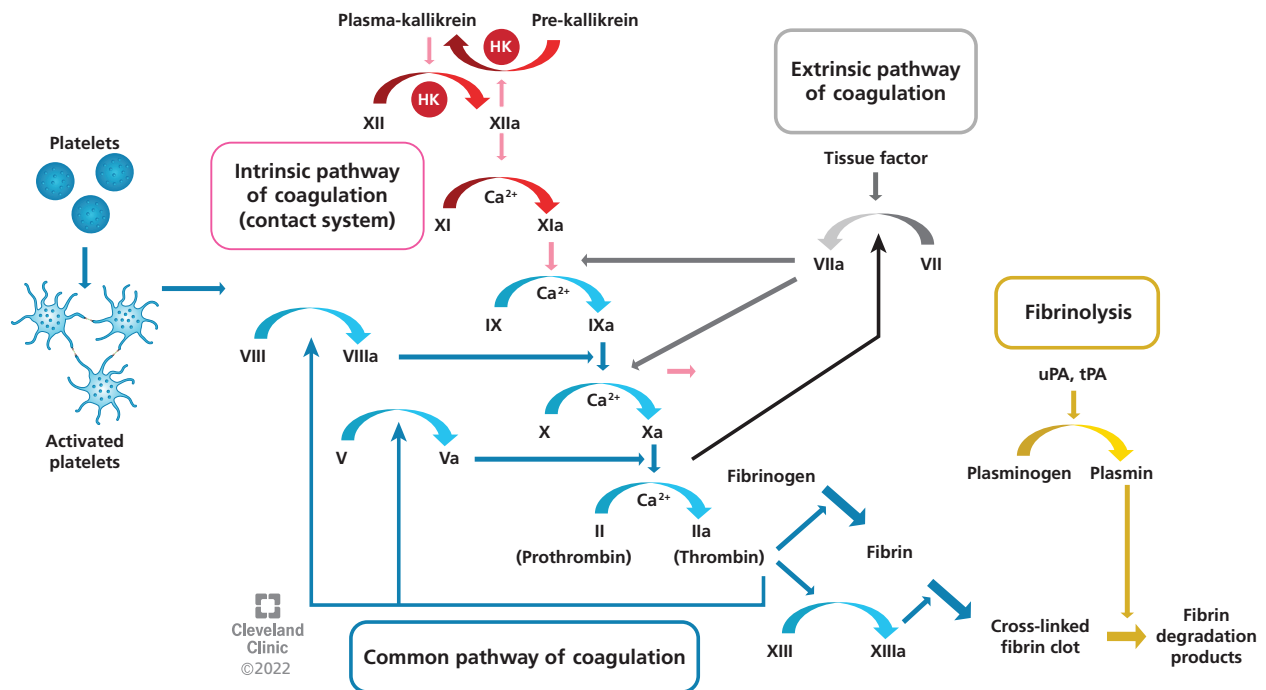 Plasma-kallikrein
Pre-kallikrein
HK
HK
XII
XIIa
Extrinsic pathway
of coagulation
Platelets
Intrinsic pathway
of coagulation
(contact system)
Tissue factor
Ca²⁺
XI
XIa
VIIa
VII
Ca²⁺
IX
IXa
Fibrinolysis
VIII
VIIIa
uPA, tPA
Ca²⁺
X
Xa
Activated
platelets
V
Va
Plasminogen
Plasmin
Fibrinogen
Ca²⁺
II
(Prothrombin)
IIa
(Thrombin)
Fibrin
Cleveland
Clinic
©2022
Common pathway of coagulation
XIII
XIIIa
Cross-linked
fibrin clot
Fibrin
degradation
products